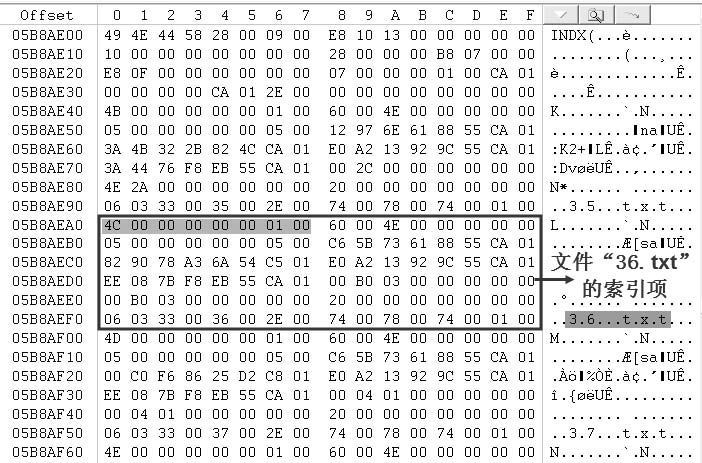 Offset 0 1 2 3 4 5 6 7 8 9 A B C D E F
05B8AE00 49 4E 44 58 28 00 09 00 E8 10 13 00 00 00 00 00 INDX(...è.......
05B8AE10 10 00 00 00 00 00 00 00 28 00 00 00 B8 07 00 00 ........(...¸...
05B8AE20 E8 0F 00 00 00 00 00 00 07 00 00 00 01 00 CA 01 è.............Ê.
05B8AE30 00 00 00 00 CA 01 2E 00 00 00 00 00 00 00 00 00 ....Ê...........
05B8AE40 4B 00 00 00 00 00 01 00 60 00 4E 00 00 00 00 00 K.......`.N.....
05B8AE50 05 00 00 00 00 00 05 00 12 97 6E 61 88 55 CA 01 .........▌na▌UÊ.
05B8AE60 3A 4B 32 2B 82 4C CA 01 E0 A2 13 92 9C 55 CA 01 :K2+▌LÊ.à¢.´▌UÊ.
05B8AE70 3A 44 76 F8 EB 55 CA 01 00 2C 00 00 00 00 00 00 :DvøëUÊ..,......
05B8AE80 4E 2A 00 00 00 00 00 00 20 00 00 00 00 00 00 00 N*...... .......
05B8AE90 06 03 33 00 35 00 2E 00 74 00 78 00 74 00 01 00 ..3.5...t.x.t...
05B8AEA0 4C 00 00 00 00 00 01 00 60 00 4E 00 00 00 00 00 L.......`.N.....
05B8AEB0 05 00 00 00 00 00 05 00 C6 5B 73 61 88 55 CA 01 ........Æ[sa▌UÊ.
05B8AEC0 82 90 78 A3 6A 54 C5 01 E0 A2 13 92 9C 55 CA 01
文件“36. txt”
05B8AED0 EE 08 7B F8 EB 55 CA 01 00 B0 03 00 00 00 00 00
的索引项
05B8AEE0 00 B0 03 00 00 00 00 00 20 00 00 00 00 00 00 00 .°...... .......
05B8AEF0 06 03 33 00 36 00 2E 00 74 00 78 00 74 00 01 00 ..3.6...t.x.t...
05B8AF00 4D 00 00 00 00 00 01 00 60 00 4E 00 00 00 00 00 M.......`.N.....
05B8AF10 05 00 00 00 00 00 05 00 C6 5B 73 61 88 55 CA 01 ........Æ[sa▌UÊ.
05B8AF20 00 C0 F6 86 25 D2 C8 01 E0 A2 13 92 9C 55 CA 01 .Àö▌%ÒÈ.à¢.´▌UÊ.
05B8AF30 EE 08 7B F8 EB 55 CA 01 00 04 01 00 00 00 00 00 î.{øëUÊ.........
05B8AF40 00 04 01 00 00 00 00 00 20 00 00 00 00 00 00 00 ........ .......
05B8AF50 06 03 33 00 37 00 2E 00 74 00 78 00 74 00 01 00 ..3.7...t.x.t...
05B8AF60 4E 00 00 00 00 00 01 00 60 00 4E 00 00 00 00 00 N.......`.N.....